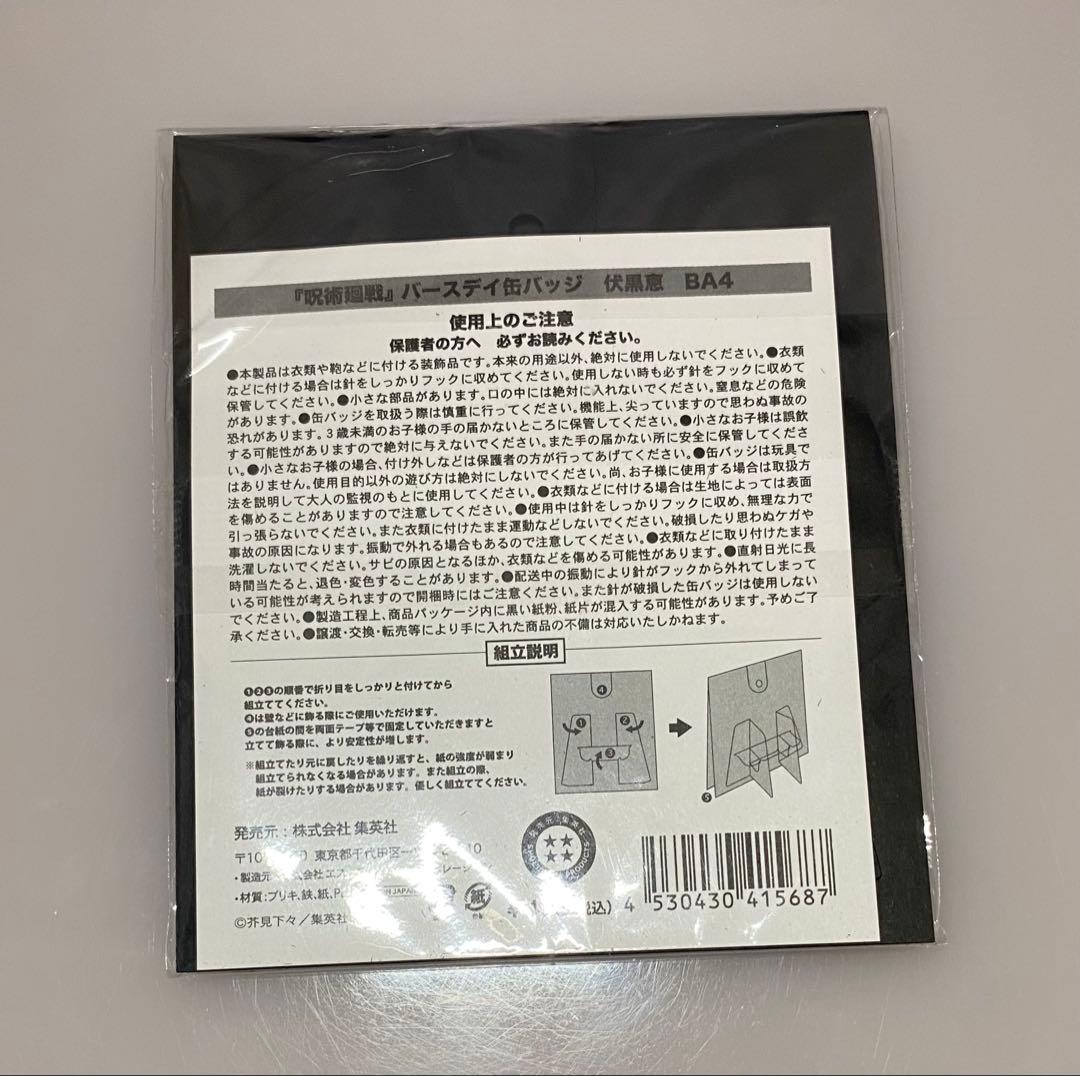 『呪術廻戦』バースデイ缶バッジ　伏黒恵　BA4
使用上のご注意
保護者の方へ　必ずお読みください。
●本製品は衣類や鞄などに付ける装飾品です。本来の用途以外、絶対に使用しないでください。●衣類
などに付ける場合は針をしっかりフックに収めてください。使用しない時も必ず針をフックに収めて
保管してください。●小さな部品があります。口の中には絶対に入れないでください。窒息などの危険
があります。●缶バッジを取扱う際は慎重に行ってください。機能上、尖っていますので思わぬ事故の
恐れがあります。3歳未満のお子様の手の届かないところに保管してください。●小さなお子様は誤飲
する可能性がありますので絶対に与えないでください。また手の届かない所に安全に保管してくださ
い。●小さなお子様の場合、付け外しなどは保護者の方が行ってあげてください。●缶バッジは玩具で
はありません。使用目的以外の遊び方は絶対にしないでください。尚、お子様に使用する場合は取扱方
法を説明して大人の監視のもとに使用してください。●衣類などに付ける場合は生地によっては表面
を傷めることがありますので注意してください。●使用中は針をしっかりフックに収め、無理な力で
引っ張らないでください。また衣類に付けたまま運動などしないでください。破損したり思わぬケガや
事故の原因になります。振動で外れる場合もあるので注意してください。●衣類などに取り付けたまま
洗濯しないでください。サビの原因となるほか、衣類などを傷める可能性があります。●直射日光に長
時間当たると、退色・変色することがあります。●配送中の振動により針がフックから外れてしまって
いる可能性が考えられますので開梱時にはご注意ください。また針が破損した缶バッジは使用しない
でください。●製造工程上、商品パッケージ内に黒い紙粉、紙片が混入する可能性があります。予めご了
承ください。●譲渡・交換・転売等により手に入れた商品の不備は対応いたしかねます。
組立説明
❶❷❸の順番で折り目をしっかりと付けてから
組立ててください。
❹は壁などに飾る際にご使用いただけます。
❺の台紙の間を両面テープ等で固定していただきますと
立てて飾る際に、より安定性が増します。
※組立てたり元に戻したりを繰り返すと、紙の強度が弱まり
組立てられなくなる場合があります。また組立の際、
紙が裂けたりする場合があります。優しく組立ててください。
❹
❶ ❷
❸
❺
発売元：株式会社 集英社
東京都千代田区一
・製造元
・材質：ブリキ、鉄、紙、P
紙
税込)
©芥見下々／集英社
4 530430 415687